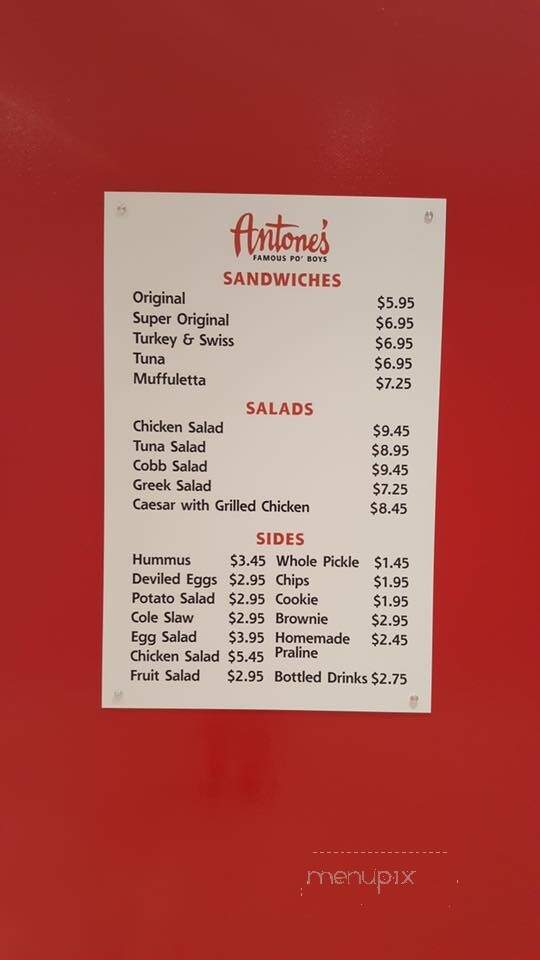 Antone's
FAMOUS PO' BOYS
SANDWICHES
Original $5.95
Super Original $6.95
Turkey & Swiss $6.95
Tuna $6.95
Muffuletta $7.25
SALADS
Chicken Salad $9.45
Tuna Salad $8.95
Cobb Salad $9.45
Greek Salad $7.25
Caesar with Grilled Chicken $8.45
SIDES
Hummus $3.45 Whole Pickle $1.45
Deviled Eggs $2.95 Chips $1.95
Potato Salad $2.95 Cookie $1.95
Cole Slaw $2.95 Brownie $2.95
Egg Salad $3.95 Homemade $2.45
Chicken Salad $5.45 Praline
Fruit Salad $2.95 Bottled Drinks $2.75
menupix